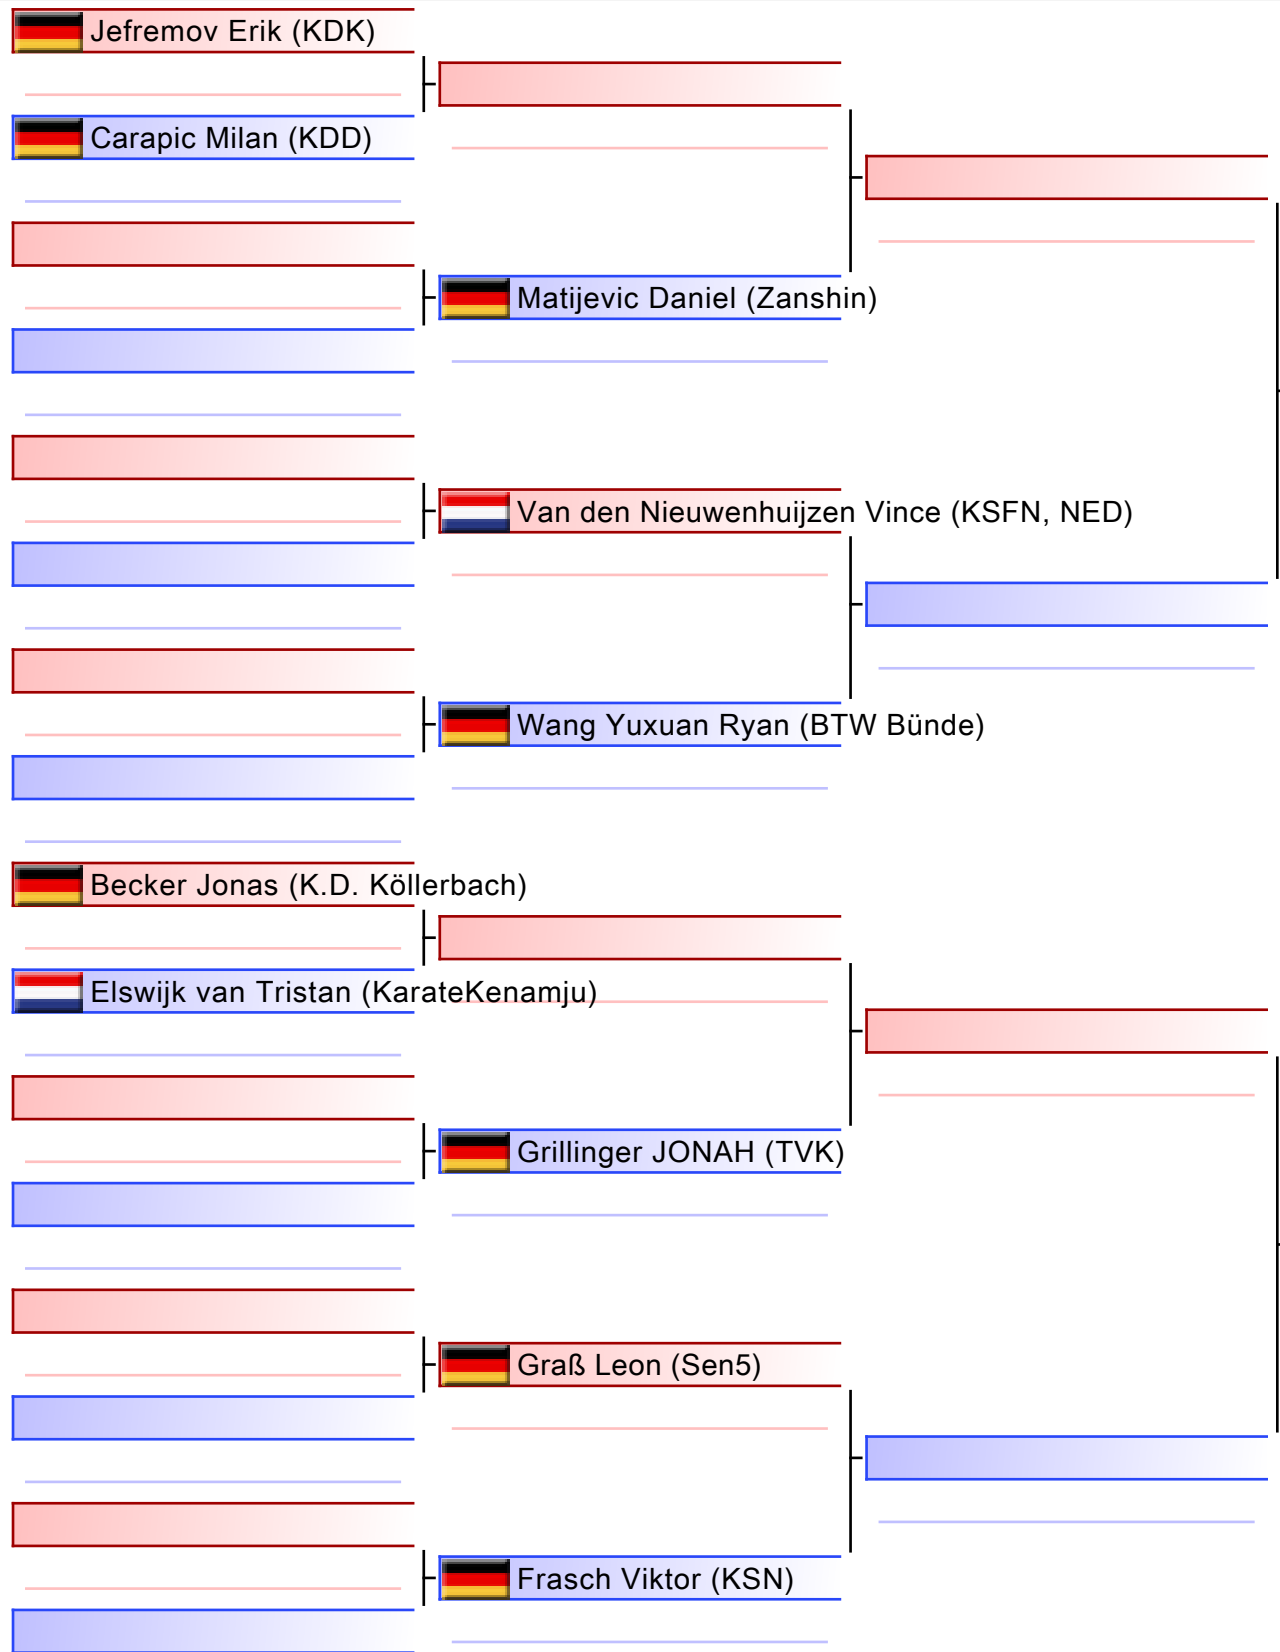 Jefremov Erik (KDK)
Carapic Milan (KDD)
Matijevic Daniel (Zanshin)
Van den Nieuwenhuijzen Vince (KSFN, NED)
Wang Yuxuan Ryan (BTW Bünde)
Becker Jonas (K.D. Köllerbach)
Elswijk van Tristan (KarateKenamju)
Grillinger JONAH (TVK)
Graß Leon (Sen5)
Frasch Viktor (KSN)